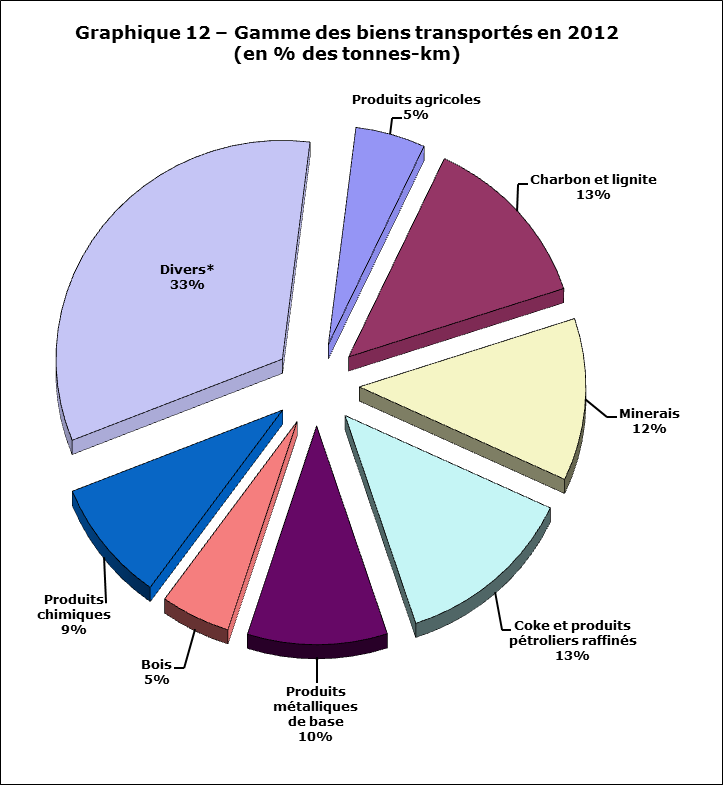 Graphique 12 – Gamme des biens transportés en 2012
(en % des tonnes-km)
Produits agricoles
5%
Charbon et lignite
13%
Minerais
12%
Coke et produits
pétroliers raffinés
13%
Produits
métalliques
de base
10%
Bois
5%
Produits
chimiques
9%
Divers*
33%